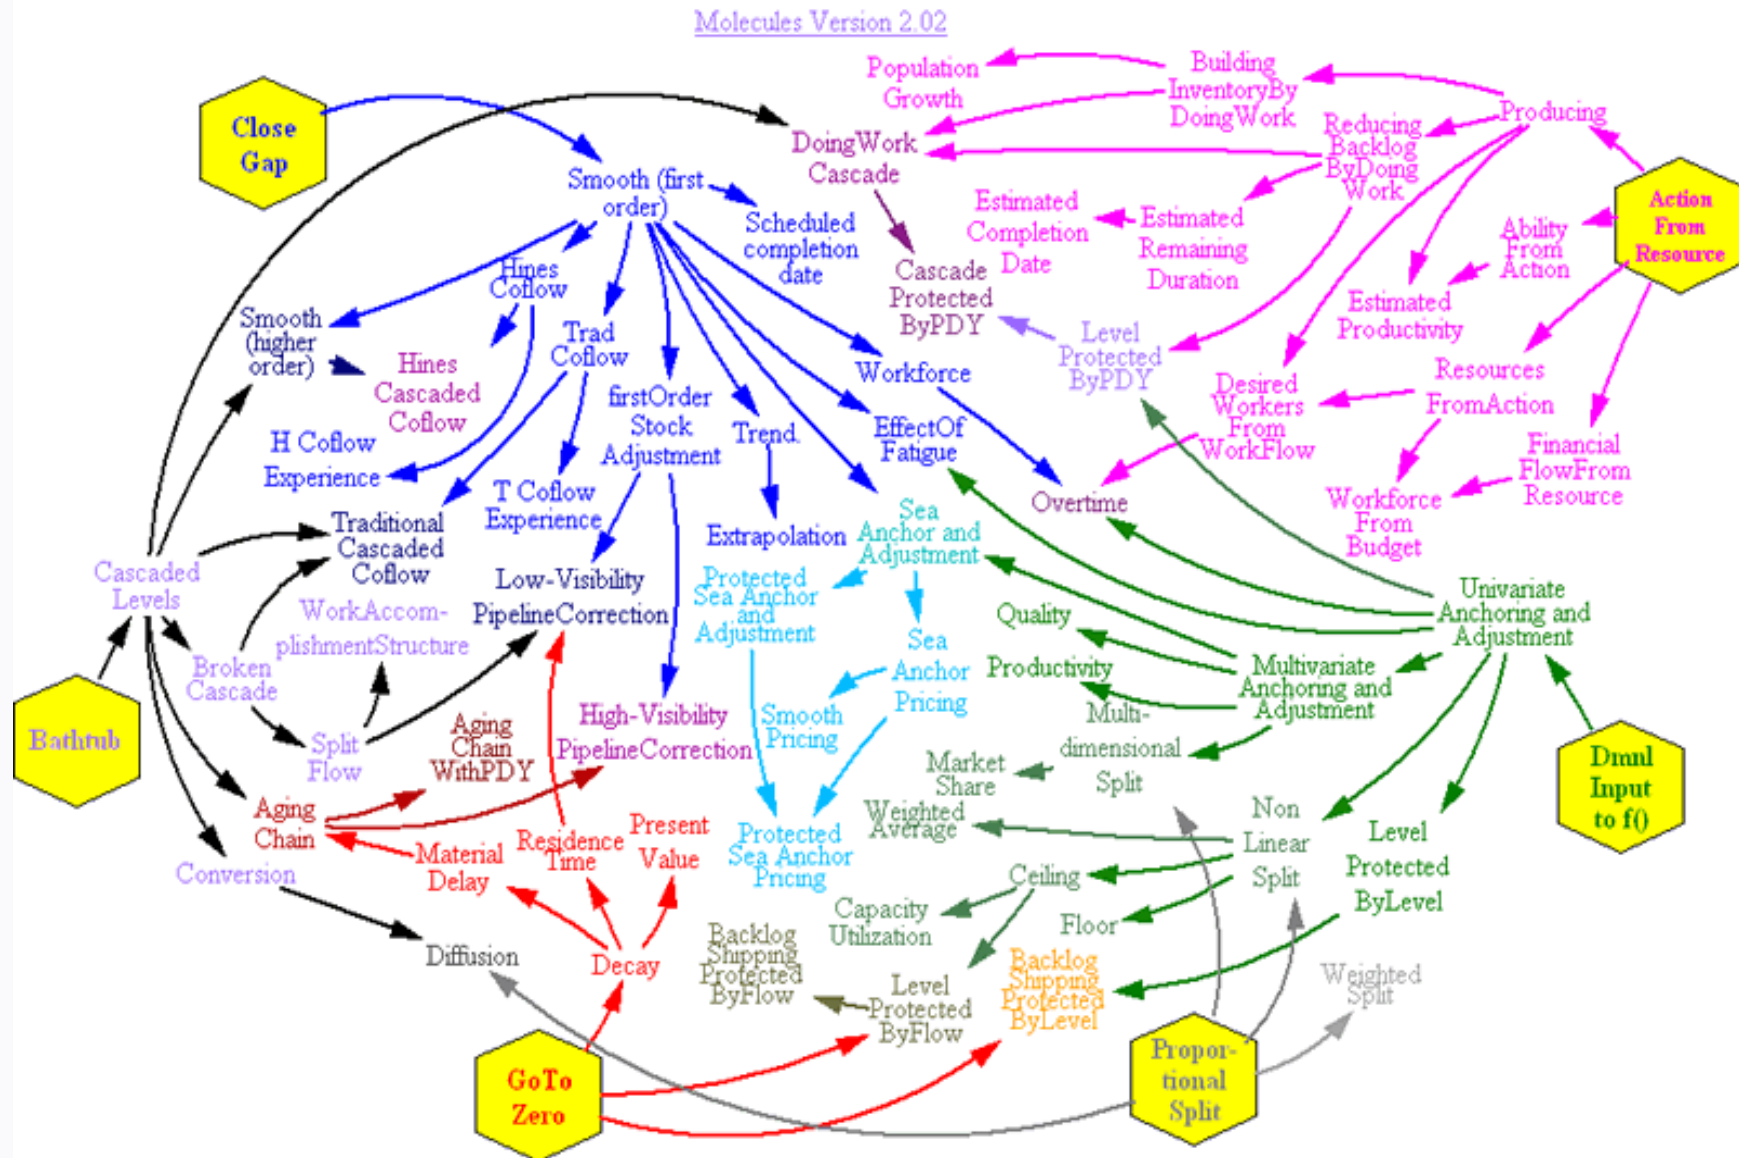 Molecules Version 2.02
Close
Gap
Population
Growth
Building
InventoryBy
DoingWork
Producing
Reducing
Backlog
ByDoing
Work
DoingWork
Cascade
Action
From
Resource
Smooth (first
order)
Scheduled
completion
date
Estimated
Completion
Date
Estimated
Remaining
Duration
Ability
From
Action
Cascade
Protected
ByPDY
Estimated
Productivity
Hines
Coflow
Smooth
(higher
order)
Trad
Coflow
Level
Protected
ByPDY
Hines
Cascaded
Coflow
Workforce
Resources
FromAction
Desired
Workers
From
WorkFlow
firstOrder
Stock
Adjustment
Trend
EffectOf
Fatigue
Financial
FlowFrom
Resource
H Coflow
Experience
T Coflow
Experience
Overtime
Workforce
From
Budget
Traditional
Cascaded
Coflow
Extrapolation
Sea
Anchor and
Adjustment
Cascaded
Levels
Low-Visibility
PipelineCorrection
Protected
Sea Anchor
and
Adjustment
Univariate
Anchoring and
Adjustment
WorkAccom-
plishmentStructure
Quality
Sea
Anchor
Pricing
Productivity
Multivariate
Anchoring and
Adjustment
Broken
Cascade
Bathtub
Split
Flow
Aging
Chain
WithPDY
High-Visibility
PipelineCorrection
Smooth
Pricing
Multi-
dimensional
Split
Market
Share
Dmnl
Input
to f()
Aging
Chain
Weighted
Average
Non
Linear
Split
Level
Protected
ByLevel
Residence
Time
Present
Value
Protected
Sea Anchor
Pricing
Material
Delay
Conversion
Ceiling
Capacity
Utilization
Floor
Diffusion
Decay
Backlog
Shipping
Protected
ByFlow
Level
Protected
ByFlow
Backlog
Shipping
Protected
ByLevel
Weighted
Split
GoTo
Zero
Propor-
tional
Split